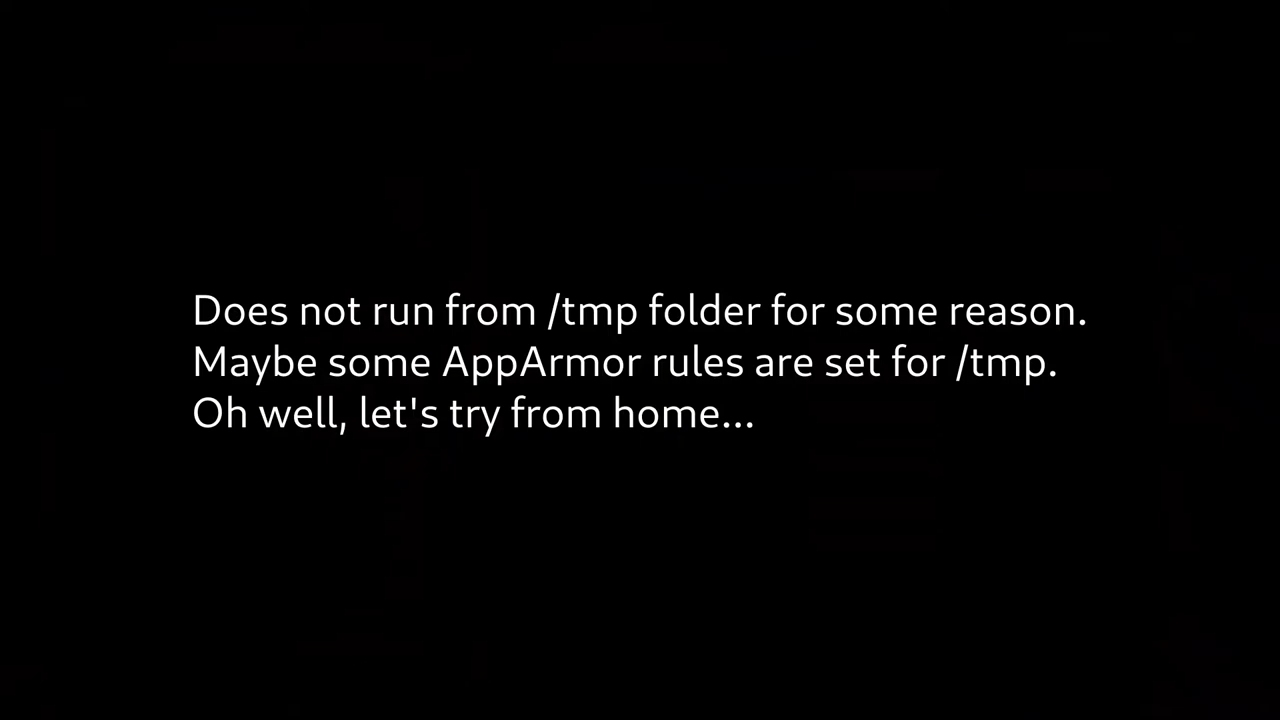 Does not run from /tmp folder for some reason.
Maybe some AppArmor rules are set for /tmp.
Oh well, let's try from home...